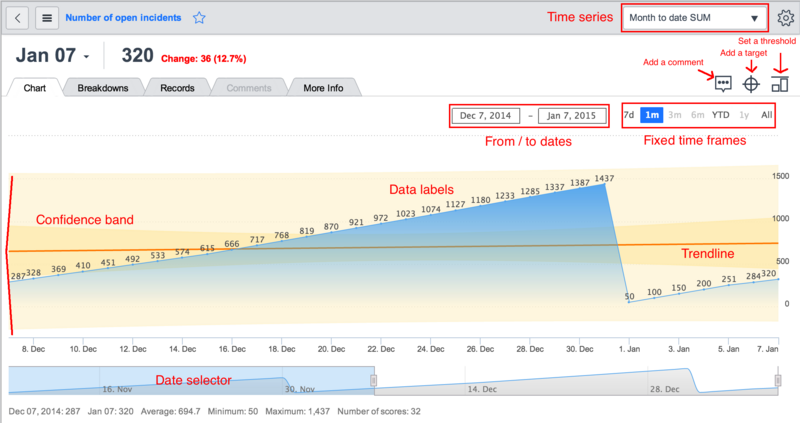 Number of open incidents
Time series
Month to date SUM
Jan 07
320
Change: 36 (12.7%)
Set a threshold
Add a target
Add a comment
Chart
Breakdowns
Records
Comments
More Info
Dec 7, 2014 – Jan 7, 2015
7d 1m 3m 6m YTD 1y All
From / to dates
Fixed time frames
1500
Data labels
Confidence band
Trendline
1000
500
0
287 328 369 410 451 492 533 574 615 666 717 768 819 870 921 972 1023 1074 1127 1180 1233 1285 1337 1387 1437 50 100 150 200 251 284 320
8. Dec 10. Dec 12. Dec 14. Dec 16. Dec 18. Dec 20. Dec 22. Dec 24. Dec 26. Dec 28. Dec 30. Dec 1. Jan 3. Jan 5. Jan 7. Jan
Date selector
16. Nov 30. Nov 14. Dec 28. Dec
Dec 07, 2014: 287 Jan 07: 320 Average: 694.7 Minimum: 50 Maximum: 1,437 Number of scores: 32